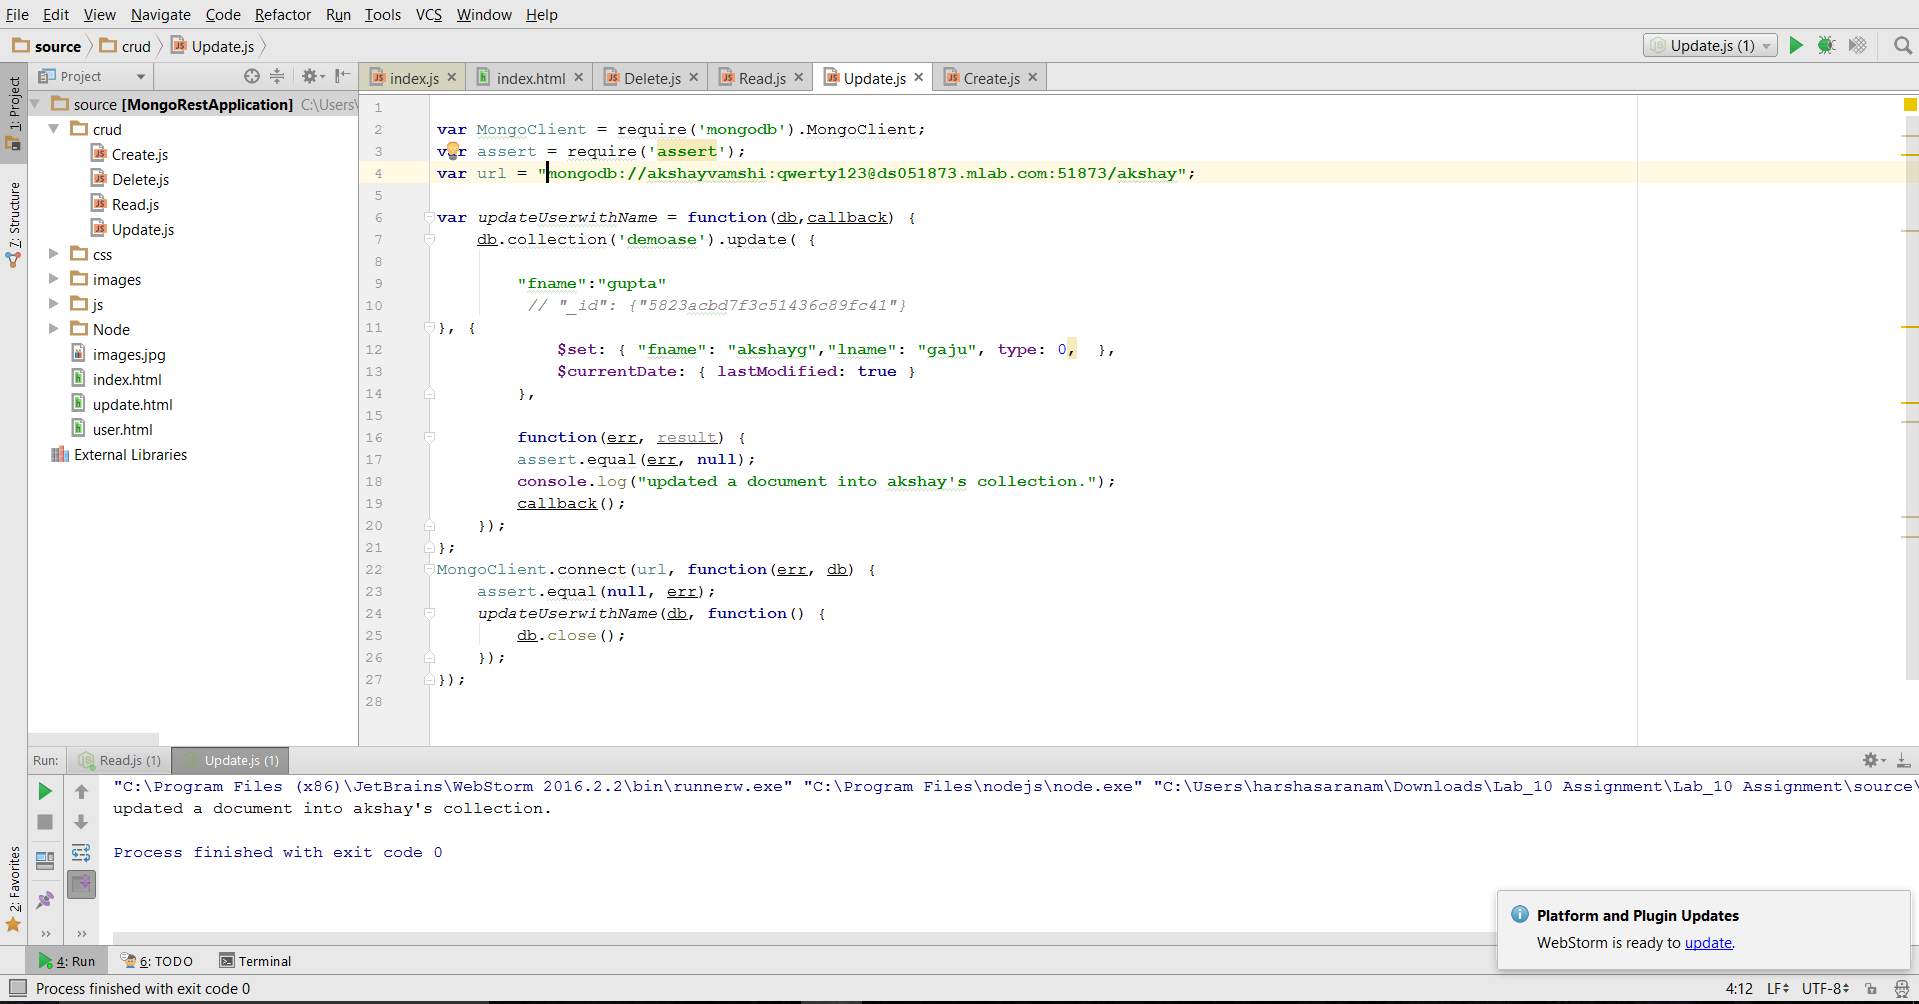 File Edit View Navigate Code Refactor Run Tools VCS Window Help
source crud Update.js Update.js (1)
1: Project
7: Structure
2: Favorites
Project
source [MongoRestApplication] C:\Users\
crud
Create.js
Delete.js
Read.js
Update.js
css
images
js
Node
images.jpg
index.html
update.html
user.html
External Libraries
index.js index.html Delete.js Read.js Update.js Create.js
1
2 var MongoClient = require('mongodb').MongoClient;
3 var assert = require('assert');
4 var url = "mongodb://akshayvamshi:qwerty123@ds051873.mlab.com:51873/akshay";
5
6 var updateUserwithName = function(db,callback) {
7 db.collection('demoase').update( {
8
9 "fname":"gupta"
10 // "_id": {"5823acbd7f3c51436c89fc41"}
11 }, {
12 $set: { "fname": "akshayg","lname": "gaju", type: 0, },
13 $currentDate: { lastModified: true }
14 },
15
16 function(err, result) {
17 assert.equal(err, null);
18 console.log("updated a document into akshay's collection.");
19 callback();
20 });
21 };
22 MongoClient.connect(url, function(err, db) {
23 assert.equal(null, err);
24 updateUserwithName(db, function() {
25 db.close();
26 });
27 });
28
Run: Read.js (1) Update.js (1)
"C:\Program Files (x86)\JetBrains\WebStorm 2016.2.2\bin\runnerw.exe" "C:\Program Files\nodejs\node.exe" "C:\Users\harshasaranam\Downloads\Lab_10 Assignment\Lab_10 Assignment\source\
updated a document into akshay's collection.
Process finished with exit code 0
Platform and Plugin Updates
WebStorm is ready to update.
4: Run 6: TODO Terminal
Process finished with exit code 0 4:12 LF UTF-8